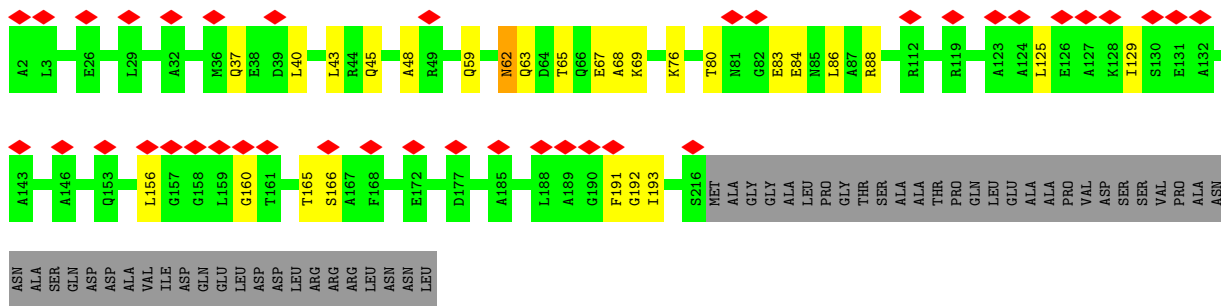 A2 L3 E26 L29 A32 M36 Q37 E38 D39 L40 L43 R44 Q45 A48 R49 Q59 N62 Q63 D64 T65 Q66 E67 A68 K69 K76 T80 N81 G82 E83 E84 N85 L86 A87 R88 R112 R119 A123 A124 L125 E126 A127 K128 I129 S130 E131 A132
A143 A146 Q153 L156 G157 G158 L159 G160 T161 T165 S166 A167 F168 E172 D177 A185 L188 A189 G190 F191 G192 I193 S216 MET ALA GLY GLY ALA LEU PRO GLY THR SER ALA ALA THR PRO GLN LEU GLU ALA ALA PRO VAL ASP SER SER VAL PRO ALA ASN
ASN ALA SER GLN ASP ASP ALA VAL ILE ASP GLN GLU LEU ASP ASP LEU ARG ARG ARG LEU ASN ASN LEU